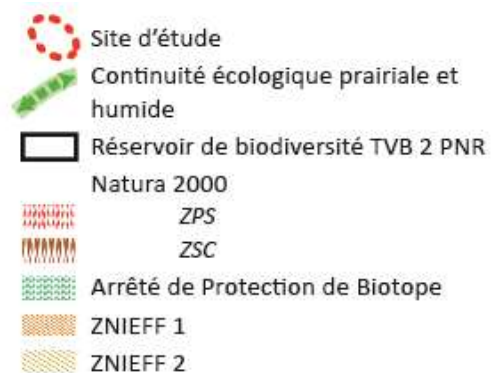 Site d'étude
Continuité écologique prairiale et
humide
Réservoir de biodiversité TVB 2 PNR
Natura 2000
ZPS
ZSC
Arrêté de Protection de Biotope
ZNIEFF 1
ZNIEFF 2